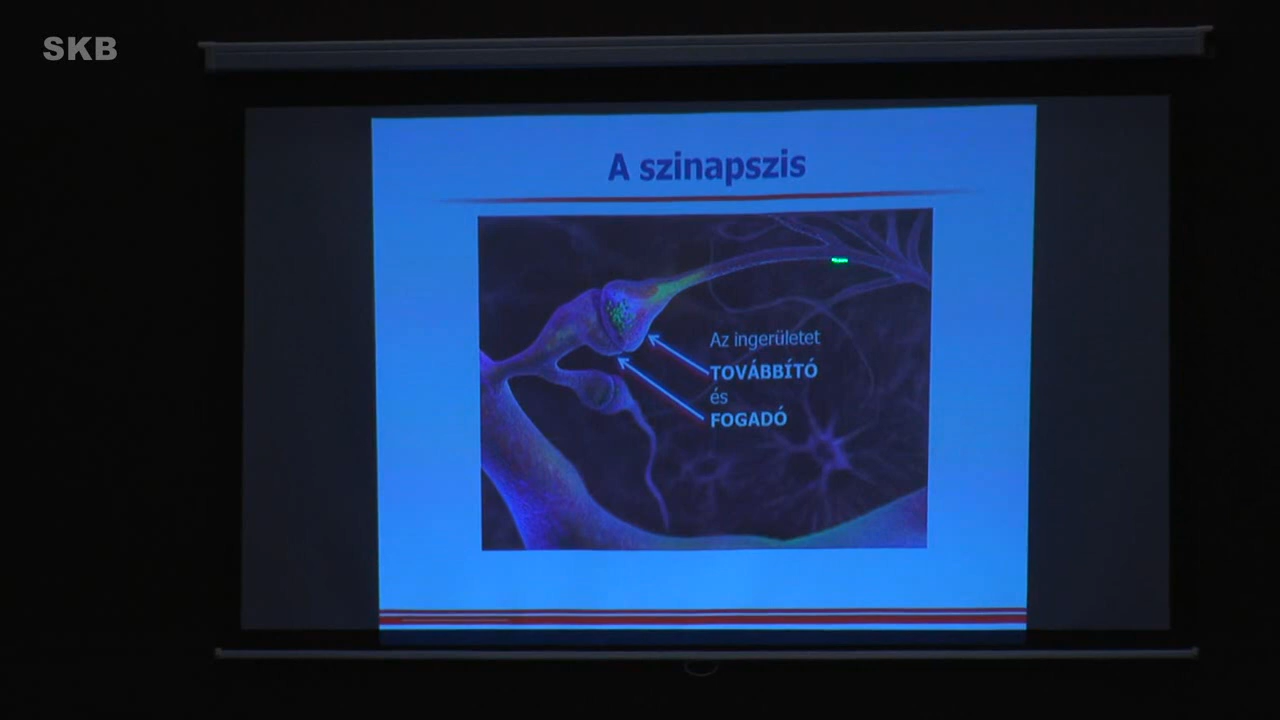 SKB
A szinapszis
Az ingerületet
TOVÁBBÍTÓ
és
FOGADÓ